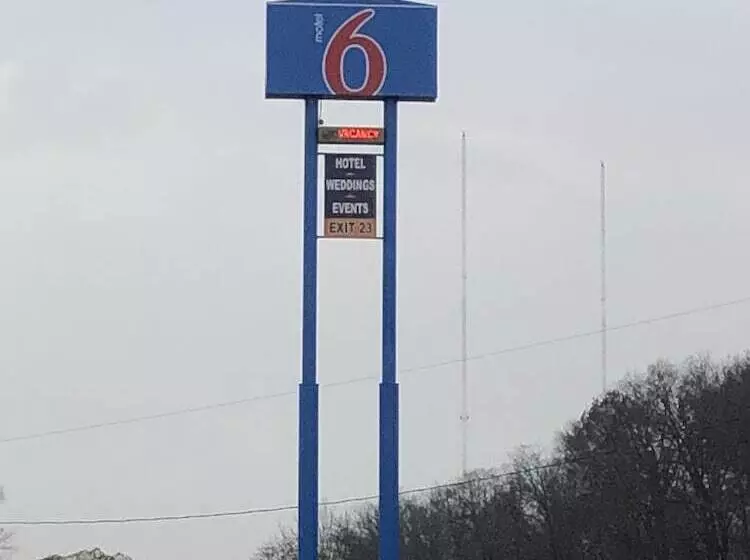 motel
6
VACANCY
HOTEL
WEDDINGS
EVENTS
EXIT 23